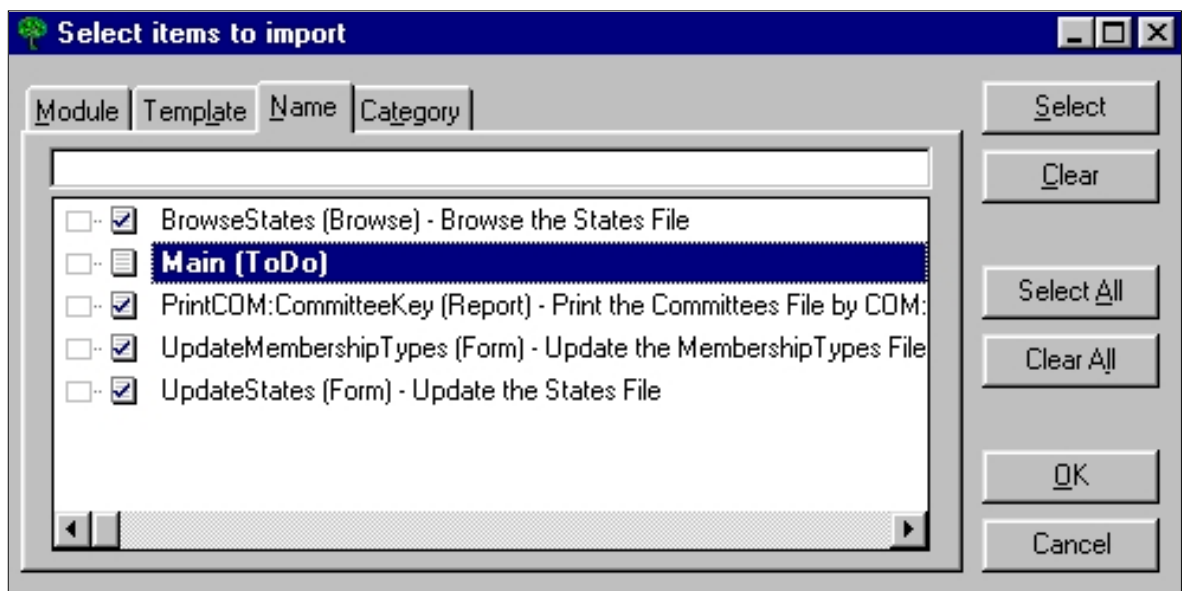 Select items to import
Module Template Name Category
BrowseStates (Browse) - Browse the States File
Main (ToDo)
PrintCOM:CommitteeKey (Report) - Print the Committees File by COM:
UpdateMembershipTypes (Form) - Update the MembershipTypes File
UpdateStates (Form) - Update the States File
Select
Clear
Select All
Clear All
OK
Cancel